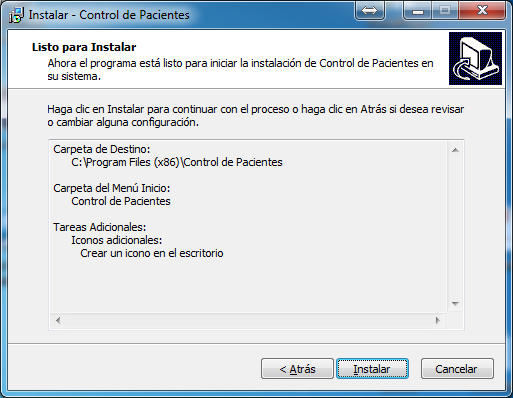 Instalar - Control de Pacientes
Listo para Instalar
Ahora el programa está listo para iniciar la instalación de Control de Pacientes en
su sistema.
Haga clic en Instalar para continuar con el proceso o haga clic en Atrás si desea revisar
o cambiar alguna configuración.
Carpeta de Destino:
C:\Program Files (x86)\Control de Pacientes
Carpeta del Menú Inicio:
Control de Pacientes
Tareas Adicionales:
Iconos adicionales:
Crear un icono en el escritorio
< Atrás
Instalar
Cancelar